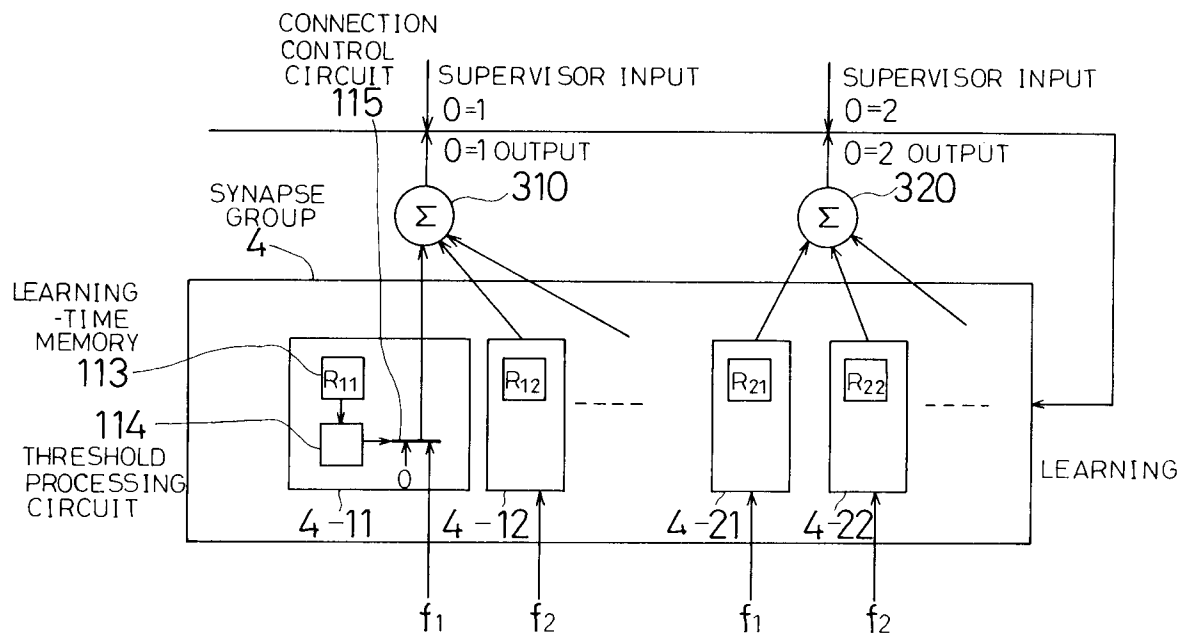 CONNECTION
CONTROL
CIRCUIT
115
SUPERVISOR INPUT
O=1
SUPERVISOR INPUT
O=2
O=1 OUTPUT
O=2 OUTPUT
310
320
Σ
Σ
SYNAPSE
GROUP
4
LEARNING
-TIME
MEMORY
113
R11
R12
R21
R22
114
THRESHOLD
PROCESSING
CIRCUIT
0
4-11
4-12
4-21
4-22
LEARNING
f1
f2
f1
f2